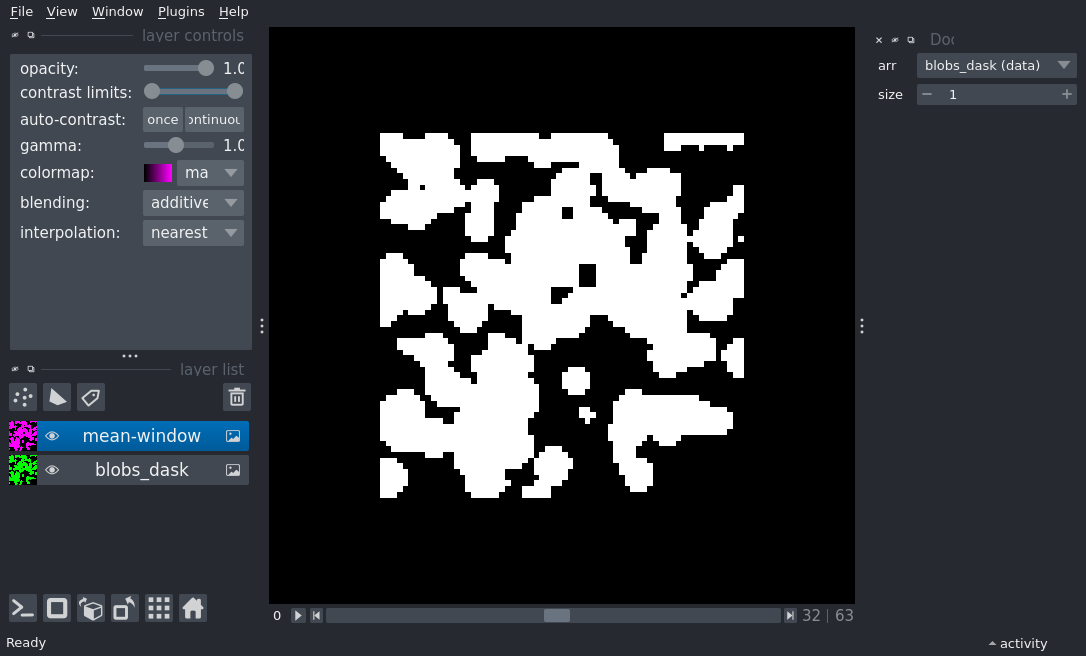 File View Window Plugins Help
layer controls
opacity: 1.0
contrast limits:
auto-contrast: once ontinuou
gamma: 1.0
colormap: ma
blending: additive
interpolation: nearest
layer list
mean-window
blobs_dask
0 32 | 63
Ready
activity
Doc
arr blobs_dask (data)
size 1